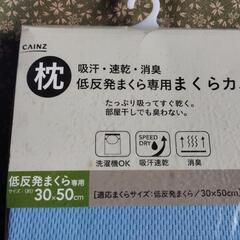 CAINZ
枕
吸汗・速乾・消臭
低反発まくら専用まくらカ
たっぷり吸ってすぐ乾く。
部屋干しでも臭わない。
SPEED
DRY
洗濯機OK
吸汗速乾
消臭
低反発まくら専用
サイズ(約)
30×50cm
[適応まくらサイズ:低反発まくら/30×50cm]